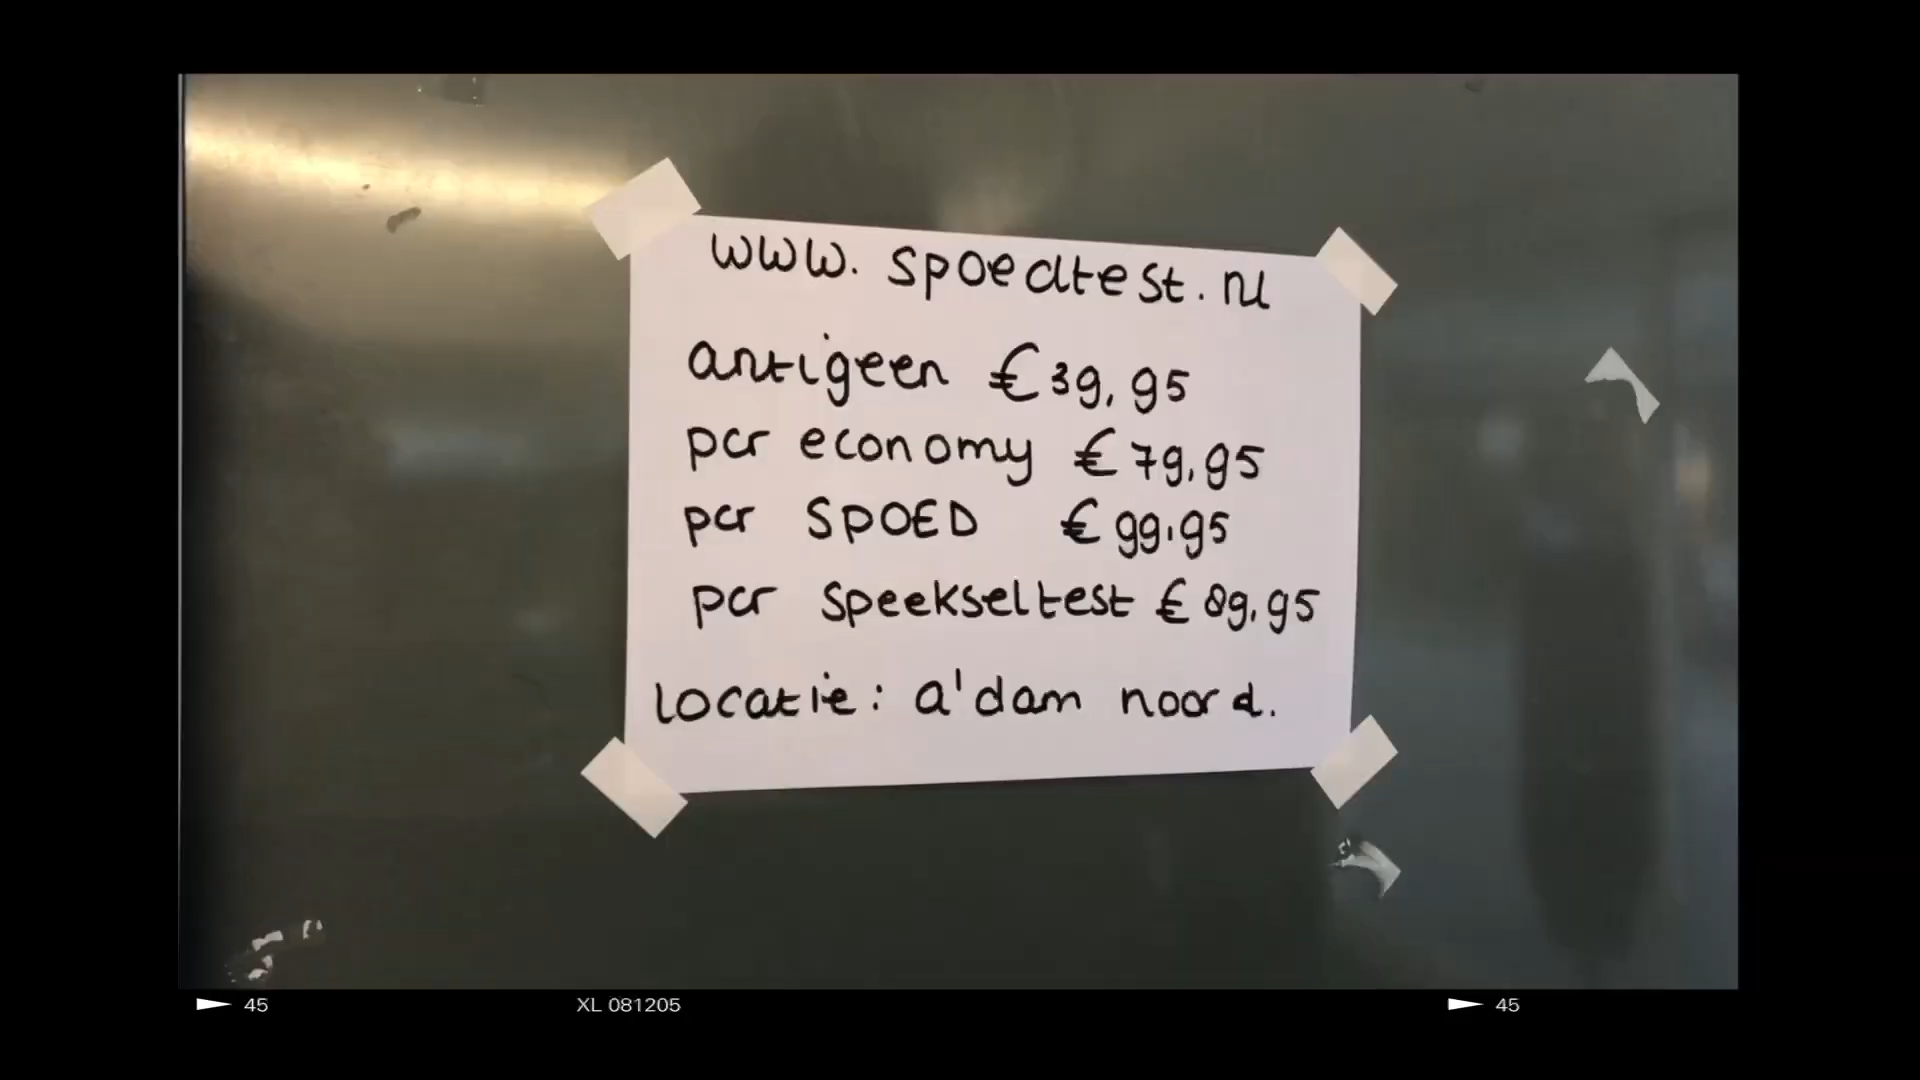 www.spoedtest.nl
antigeen €39,95
pcr economy €79,95
pcr SPOED €99,95
pcr speekseltest €89,95
locatie: a'dam noord.
45 XL 081205 45